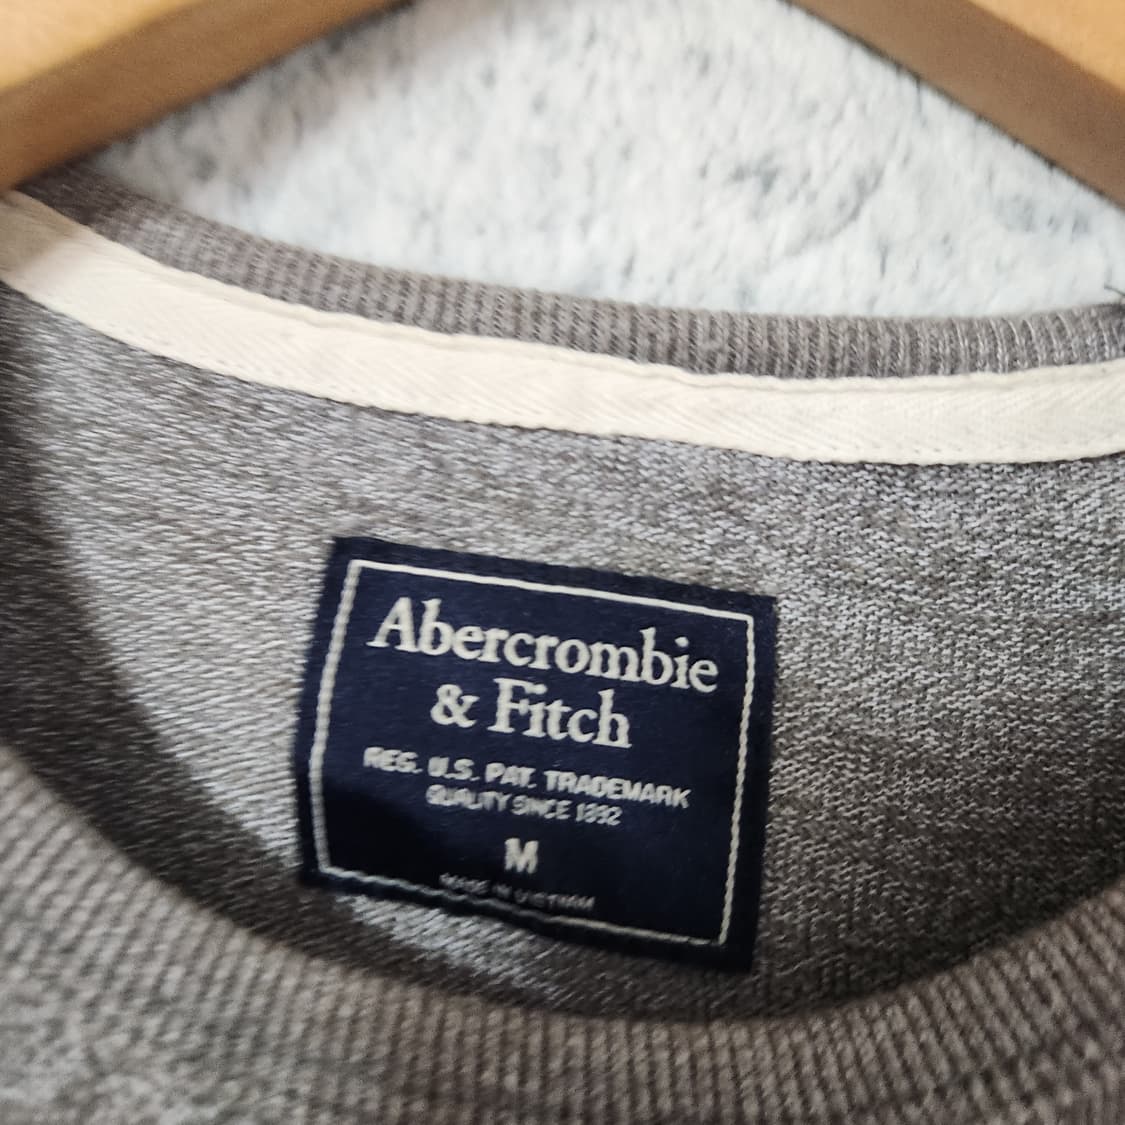 Abercrombie
& Fitch
REG. U.S. PAT. TRADEMARK
QUALITY SINCE 1892
M
MADE IN VIETNAM